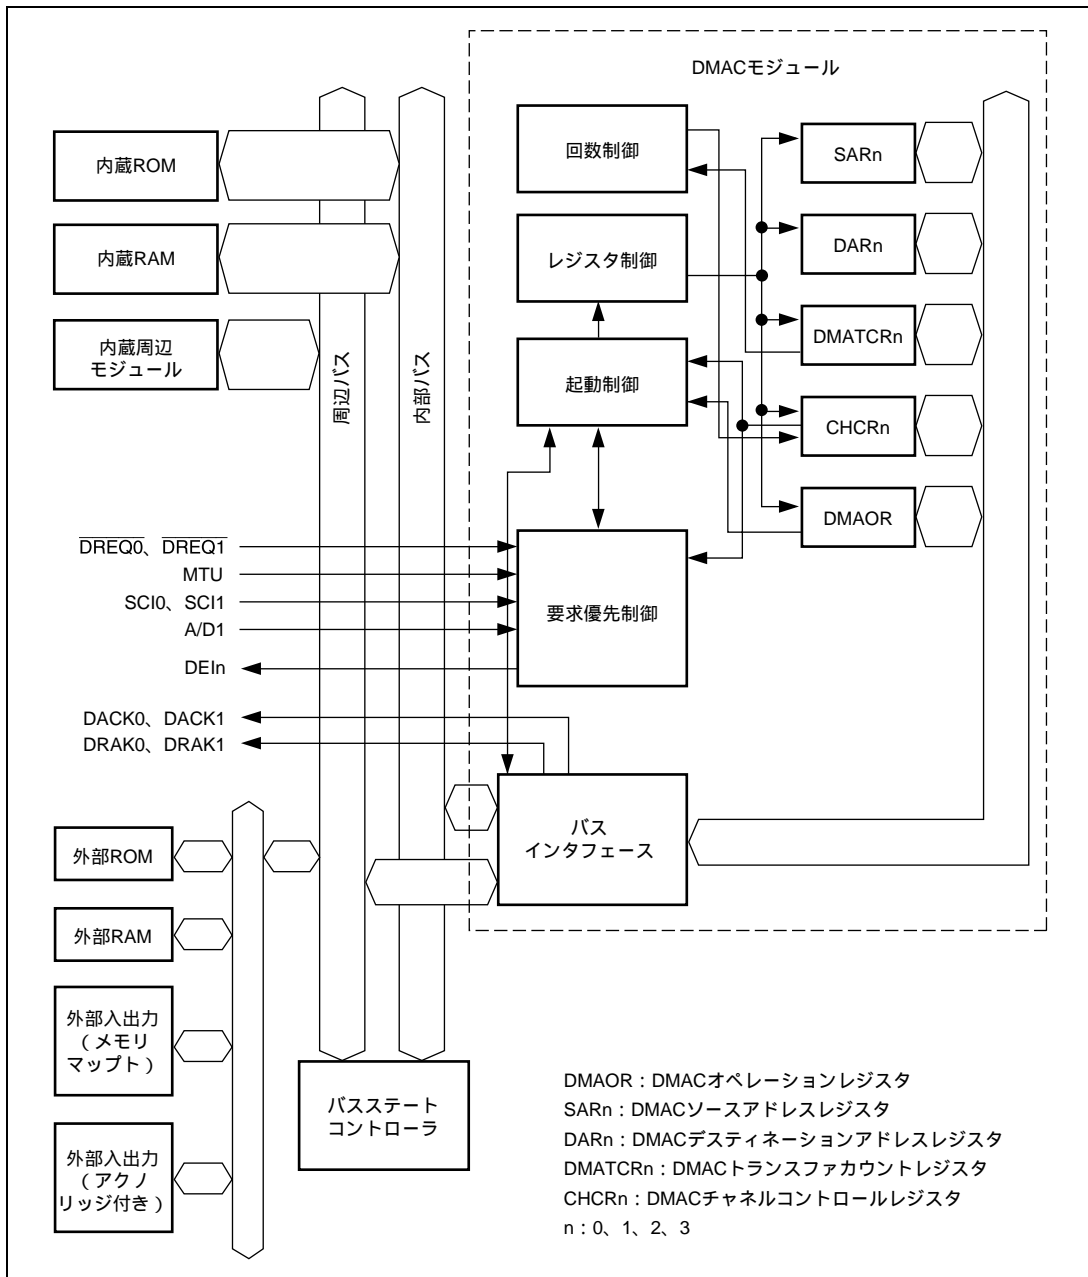 DMACモジュール
内蔵ROM
内蔵RAM
内蔵周辺
モジュール
周辺バス
内部バス
回数制御
レジスタ制御
起動制御
要求優先制御
SARn
DARn
DMATCRn
CHCRn
DMAOR
DREQ0、DREQ1
MTU
SCI0、SCI1
A/D1
DEIn
DACK0、DACK1
DRAK0、DRAK1
バス
インタフェース
外部ROM
外部RAM
外部入出力
（メモリ
マップト）
外部入出力
（アクノ
リッジ付き）
バスステート
コントローラ
DMAOR：DMACオペレーションレジスタ
SARn：DMACソースアドレスレジスタ
DARn：DMACデスティネーションアドレスレジスタ
DMATCRn：DMACトランスファカウントレジスタ
CHCRn：DMACチャネルコントロールレジスタ
n：0、1、2、3